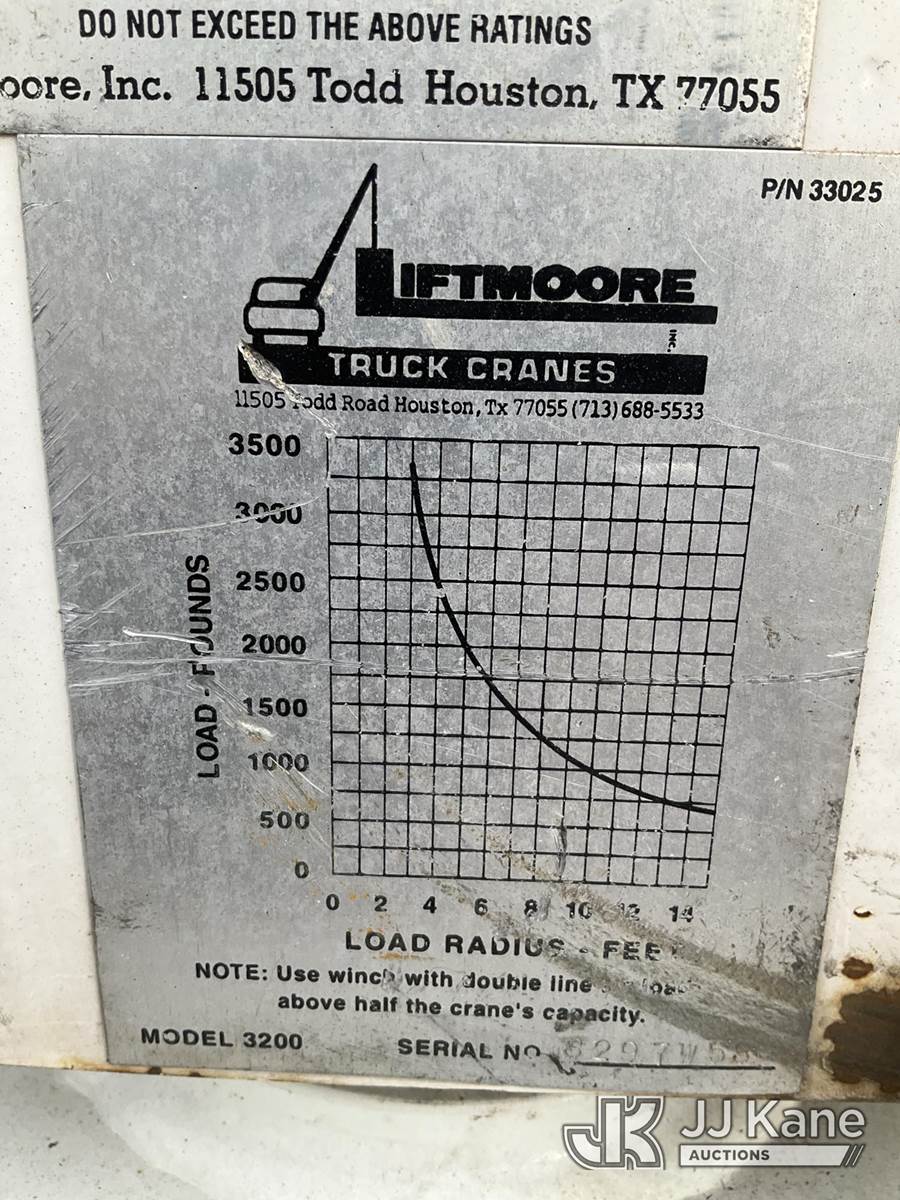 DO NOT EXCEED THE ABOVE RATINGS
oore, Inc. 11505 Todd Houston, TX 77055
P/N 33025
LIFTMOORE
INC.
TRUCK CRANES
11505 Todd Road Houston, Tx 77055 (713) 688-5533
3500
3000
2500
2000
1500
1000
500
0
LOAD - POUNDS
0 2 4 6 8 10 12 14
LOAD RADIUS - FEET
NOTE: Use winch with double line
above half the crane's capacity.
MODEL 3200 SERIAL NO
JK JJ Kane
AUCTIONS